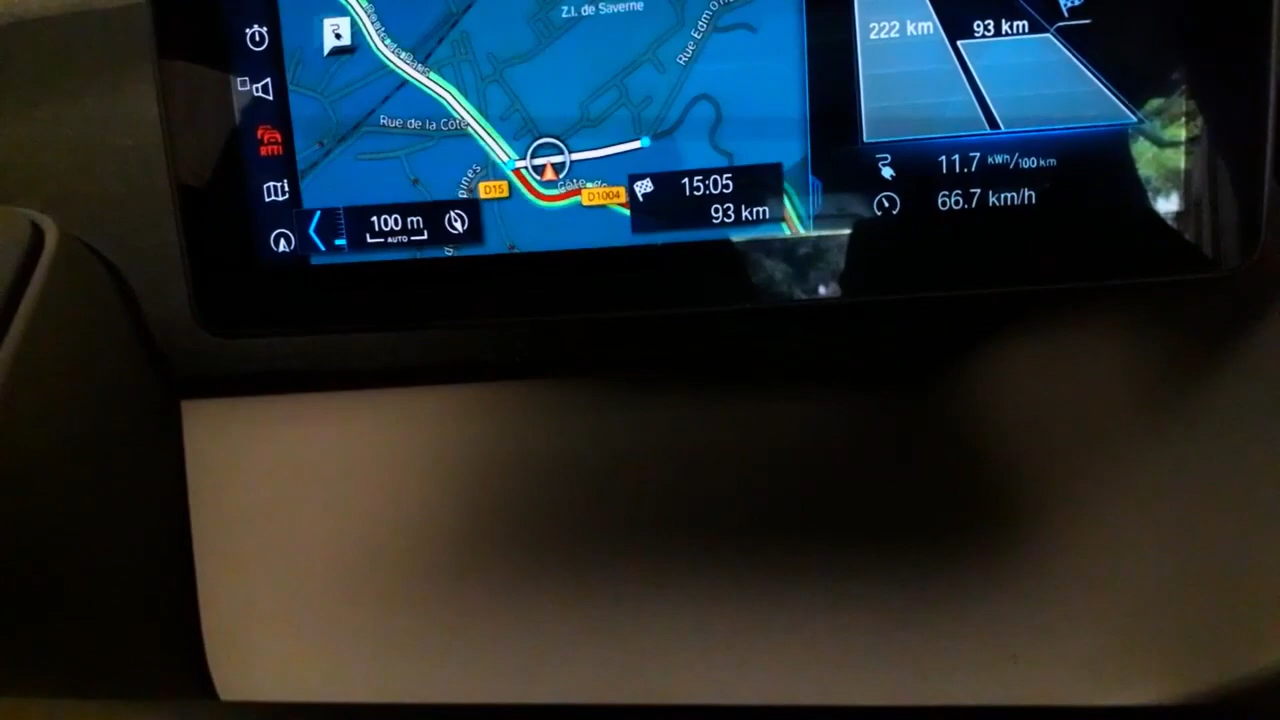 Z.I. de Saverne
Rue Edmo
Route de Paris
Rue de la Côte
D15
D1004
15:05
93 km
100 m
AUTO
RTTI
222 km
93 km
11.7 kWh/100 km
66.7 km/h